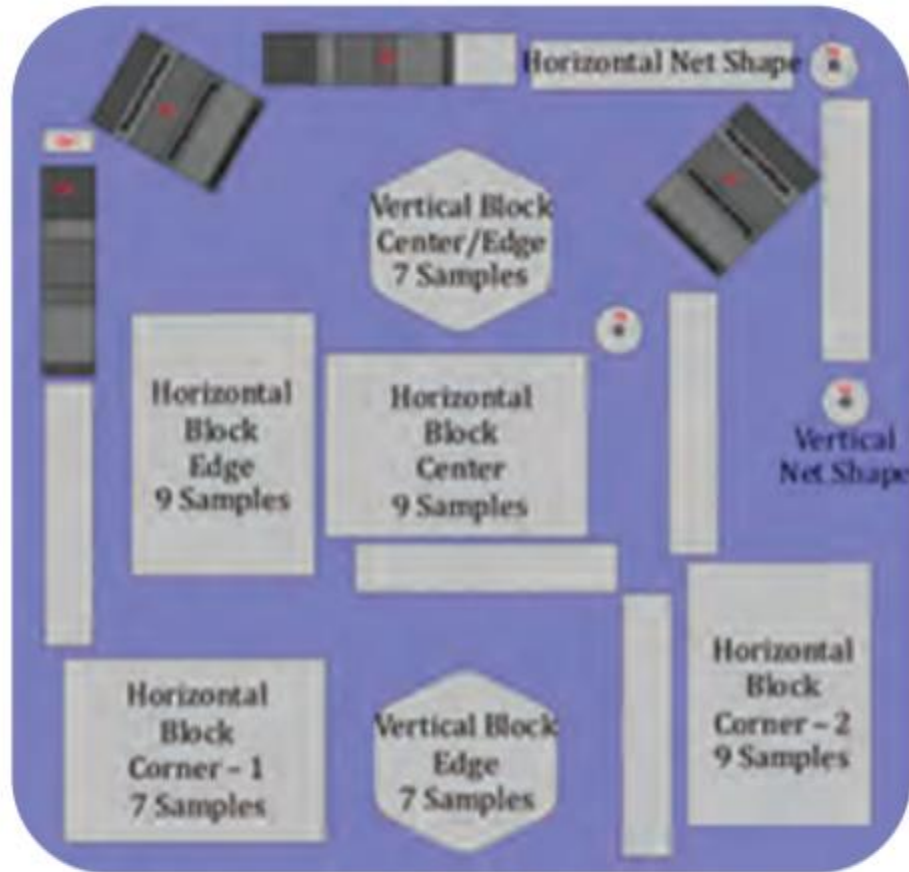 Horizontal Net Shape
Vertical Block
Center/Edge
7 Samples
Horizontal
Block
Edge
9 Samples
Horizontal
Block
Center
9 Samples
Vertical
Net Shape
Horizontal
Block
Corner – 1
7 Samples
Vertical Block
Edge
7 Samples
Horizontal
Block
Corner – 2
9 Samples